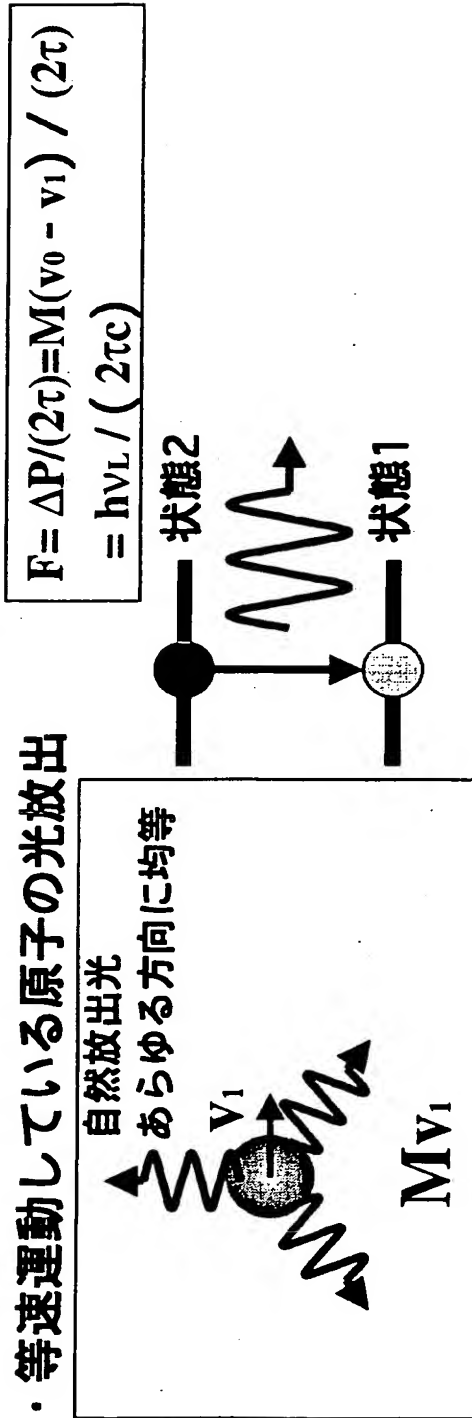 ・等速運動している原子の光放出
自然放出光
あらゆる方向に均等
V1
Mv1
状態2
状態1
F= ΔP/(2τ)=M(v0 - v1) / (2τ)
= hνL / ( 2τc)